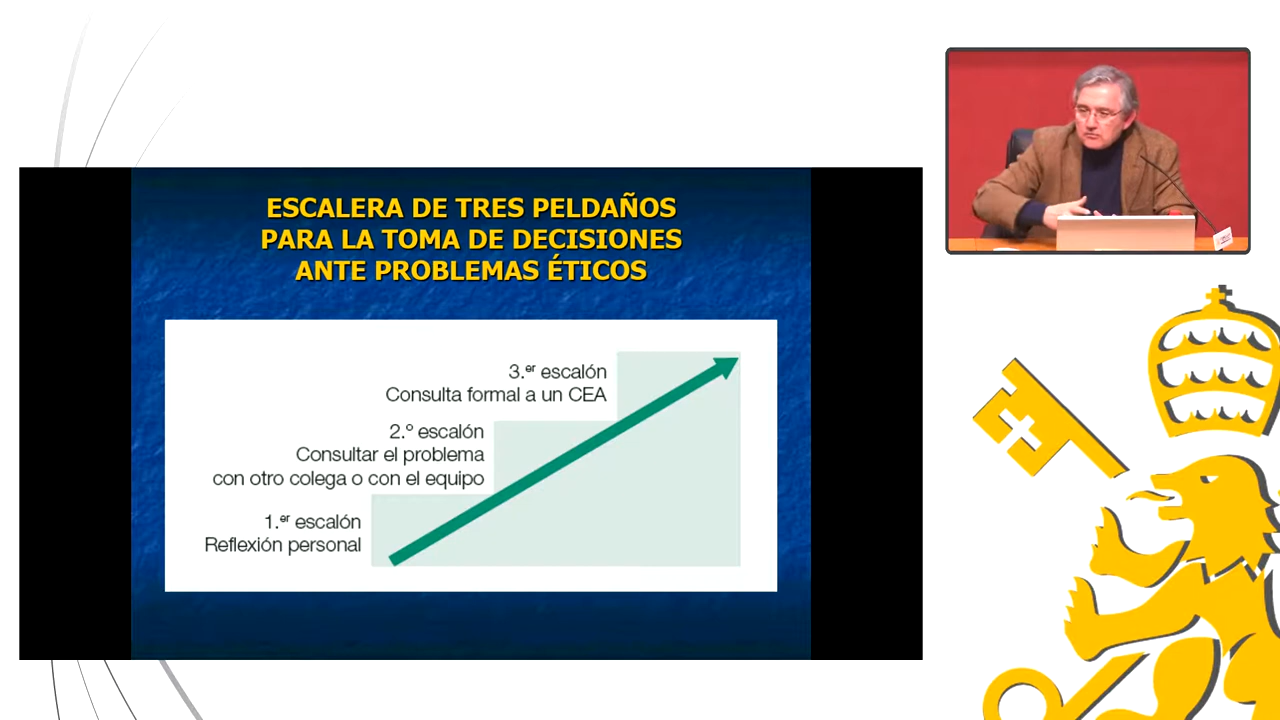 ESCALERA DE TRES PELDAÑOS
PARA LA TOMA DE DECISIONES
ANTE PROBLEMAS ÉTICOS
3.er escalón
Consulta formal a un CEA
2.º escalón
Consultar el problema
con otro colega o con el equipo
1.er escalón
Reflexión personal